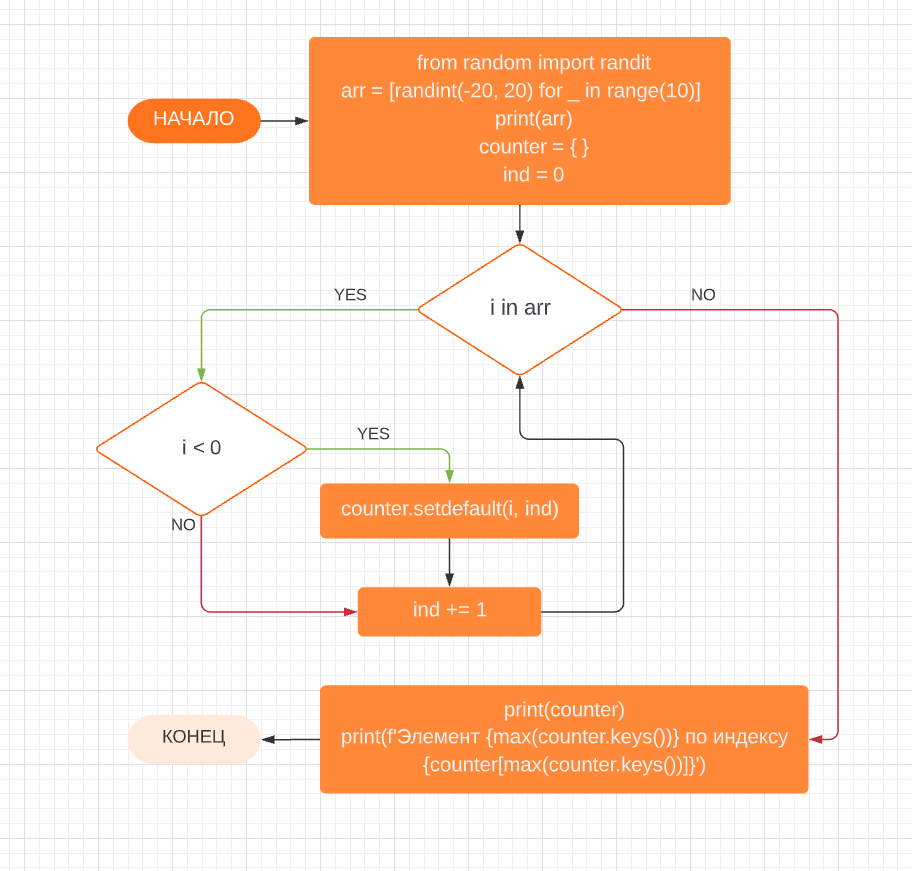 НАЧАЛО
from random import randit
arr = [randint(-20, 20) for _ in range(10)]
print(arr)
counter = { }
ind = 0
i in arr
YES
NO
i < 0
YES
NO
counter.setdefault(i, ind)
ind += 1
print(counter)
print(f'Элемент {max(counter.keys())} по индексу
{counter[max(counter.keys())]}')
КОНЕЦ